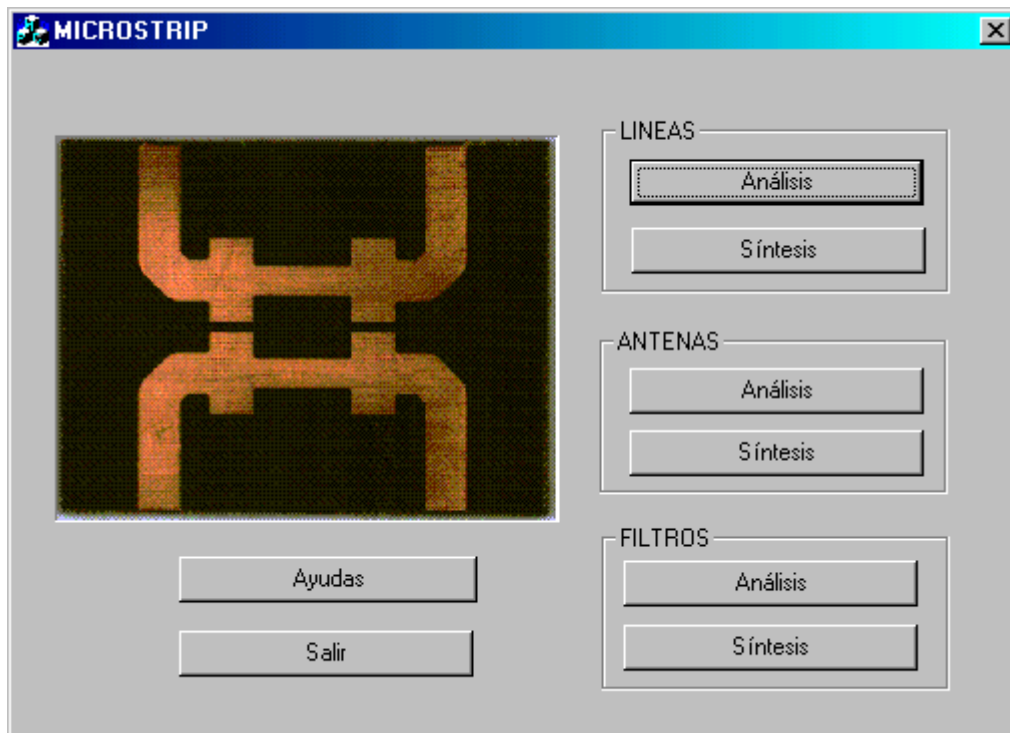 MICROSTRIP
LINEAS
Análisis
Síntesis
ANTENAS
Análisis
Síntesis
FILTROS
Análisis
Síntesis
Ayudas
Salir